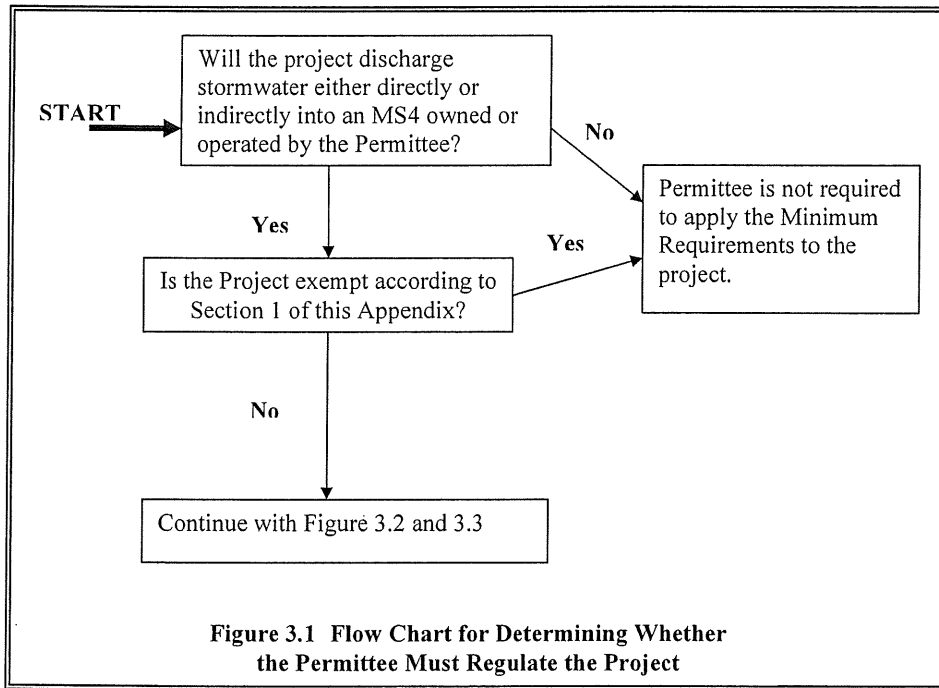 START
Will the project discharge
stormwater either directly or
indirectly into an MS4 owned or
operated by the Permittee?
No
Yes
Permittee is not required
to apply the Minimum
Requirements to the
project.
Yes
Is the Project exempt according to
Section 1 of this Appendix?
No
Continue with Figure 3.2 and 3.3
Figure 3.1 Flow Chart for Determining Whether
the Permittee Must Regulate the Project